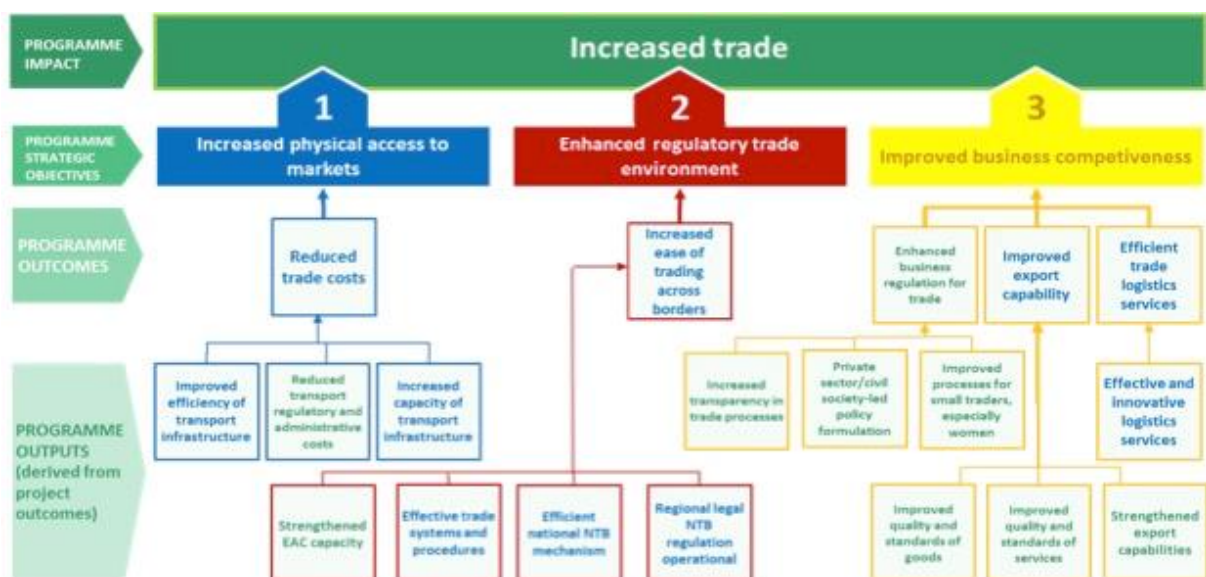 PROGRAMME
IMPACT
Increased trade
1
2
3
PROGRAMME
STRATEGIC
OBJECTIVES
Increased physical access to
markets
Enhanced regulatory trade
environment
Improved business competiveness
PROGRAMME
OUTCOMES
Reduced
trade costs
Increased
ease of
trading
across
borders
Enhanced
business
regulation for
trade
Improved
export
capability
Efficient
trade
logistics
services
PROGRAMME
OUTPUTS
(derived from
project
outcomes)
Improved
efficiency of
transport
infrastructure
Reduced
transport
regulatory and
administrative
costs
Increased
capacity of
transport
infrastructure
Increased
transparency in
trade processes
Private
sector/civil
society-led
policy
formulation
Improved
processes for
small traders,
especially
women
Effective and
innovative
logistics
services
Strengthened
EAC capacity
Effective trade
systems and
procedures
Efficient
national NTB
mechanism
Regional legal
NTB
regulation
operational
Improved
quality and
standards of
goods
Improved
quality and
standards of
services
Strengthened
export
capabilities